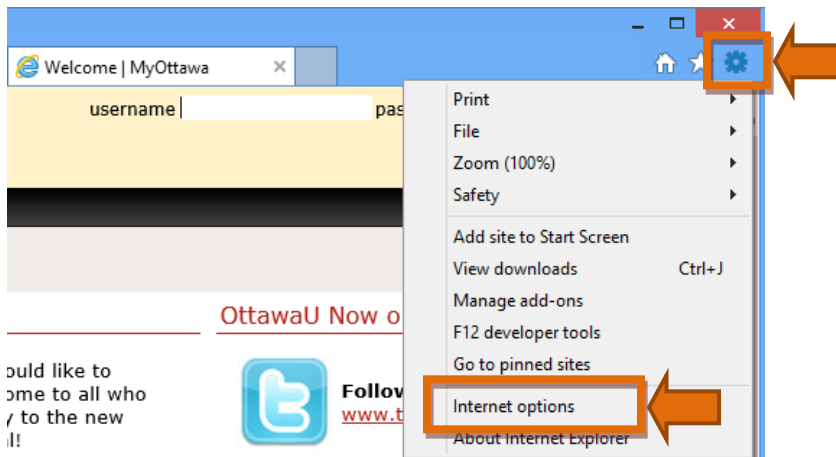 Welcome | MyOttawa
username
Print
File
Zoom (100%)
Safety
Add site to Start Screen
View downloads Ctrl+J
Manage add-ons
F12 developer tools
Go to pinned sites
Internet options
About Internet Explorer
OttawaU Now o
ould like to
ome to all who
y to the new
Follow
www.t